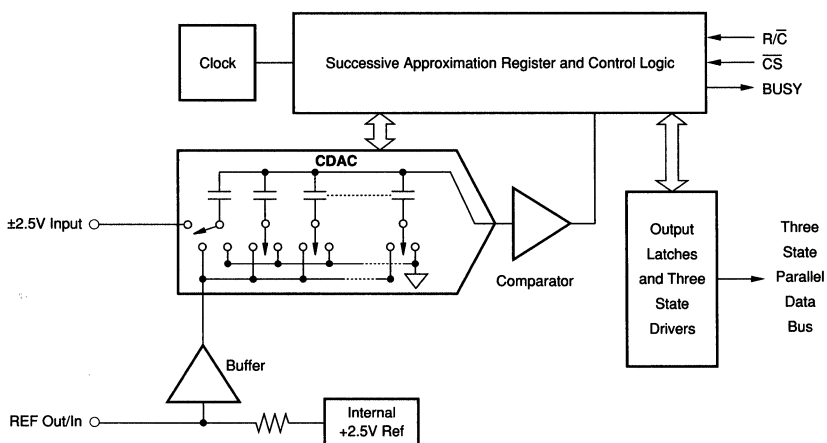 Clock
Successive Approximation Register and Control Logic
R/C̅
C̅S̅
BUSY
CDAC
±2.5V Input
Comparator
Output
Latches
and Three
State
Drivers
Three
State
Parallel
Data
Bus
Buffer
REF Out/In
Internal
+2.5V Ref